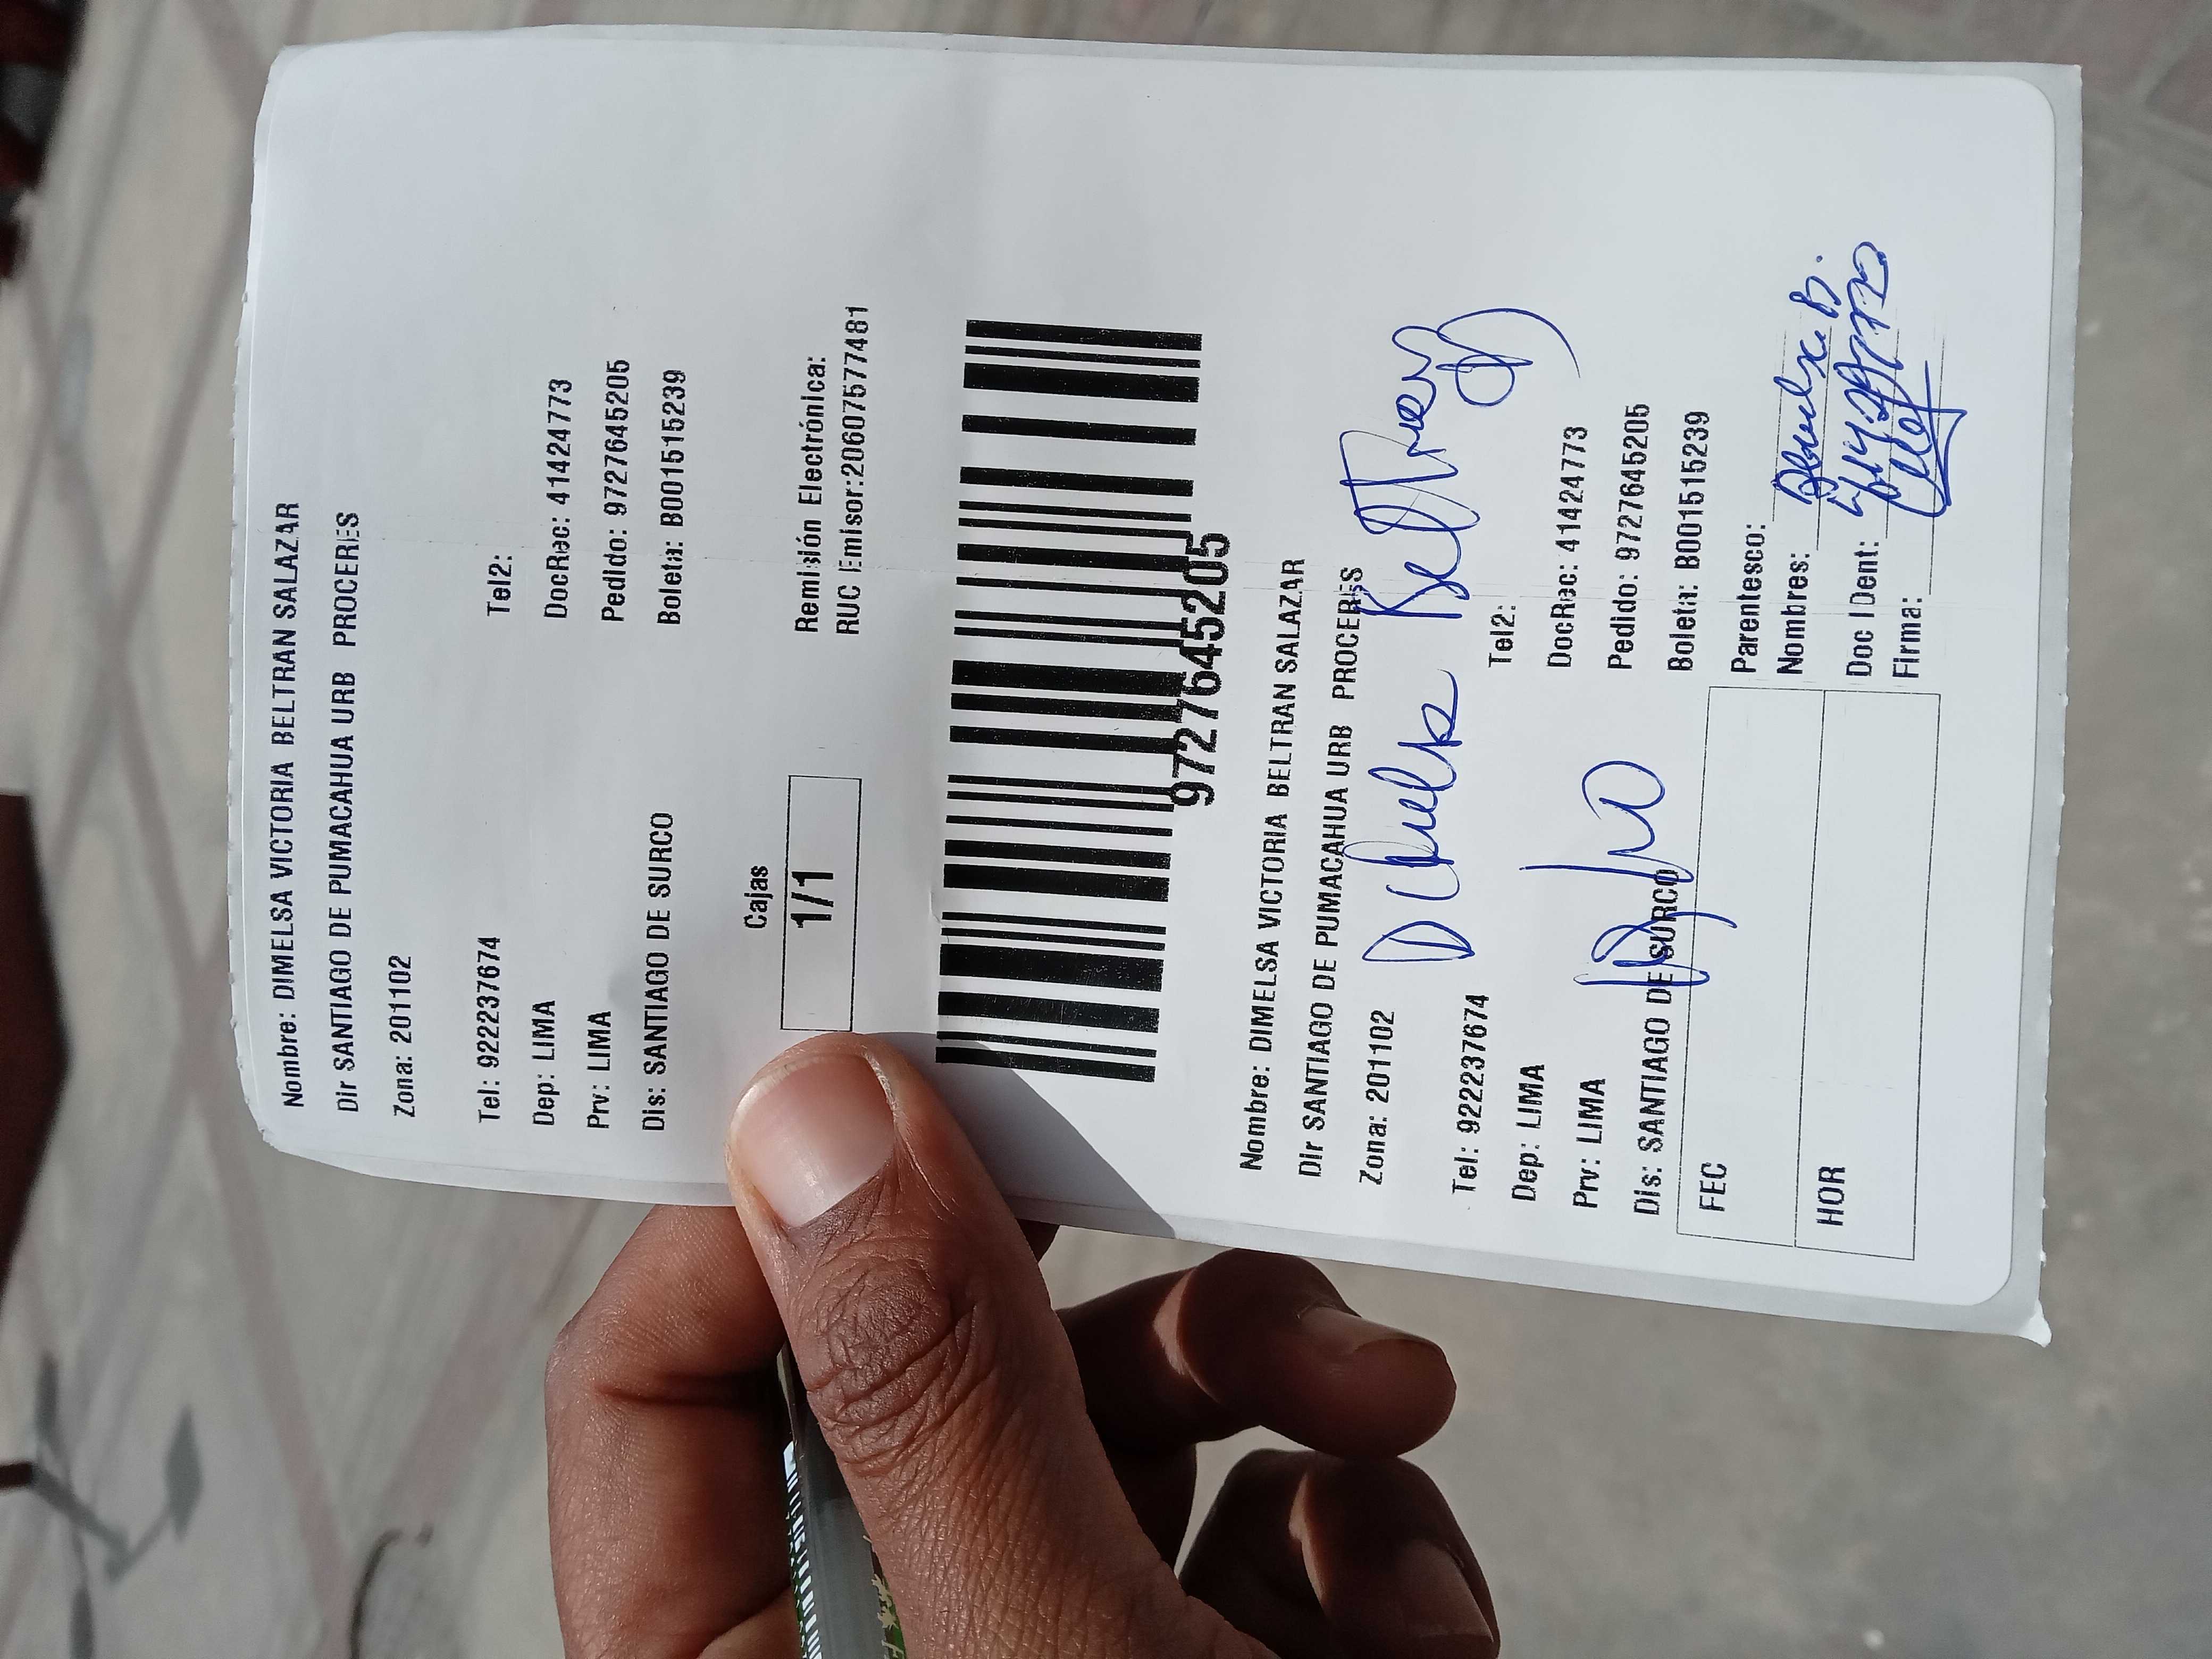 Nombre: DIMELSA VICTORIA BELTRAN SALAZAR
Dir SANTIAGO DE PUMACAHUA URB PROCERES
Zona: 201102
Tel: 922237674
Tel2:
Dep: LIMA
DocRec: 41424773
Prv: LIMA
Pedido: 9727645205
Dis: SANTIAGO DE SURCO
Boleta: B001515239
Cajas
1/1
Remisión Electrónica:
RUC Emisor:20607577481
9727645205
Nombre: DIMELSA VICTORIA BELTRAN SALAZAR
Dir SANTIAGO DE PUMACAHUA URB PROCERES
Zona: 201102
Beltran
Tel: 922237674
Tel2:
Dep: LIMA
DocRec: 41424773
Prv: LIMA
Pedido: 9727645205
Dis: SANTIAGO DE SURCO
Boleta: B001515239
FEC
Parentesco:
Nombres:
HOR
Doc IDent:
Firma: